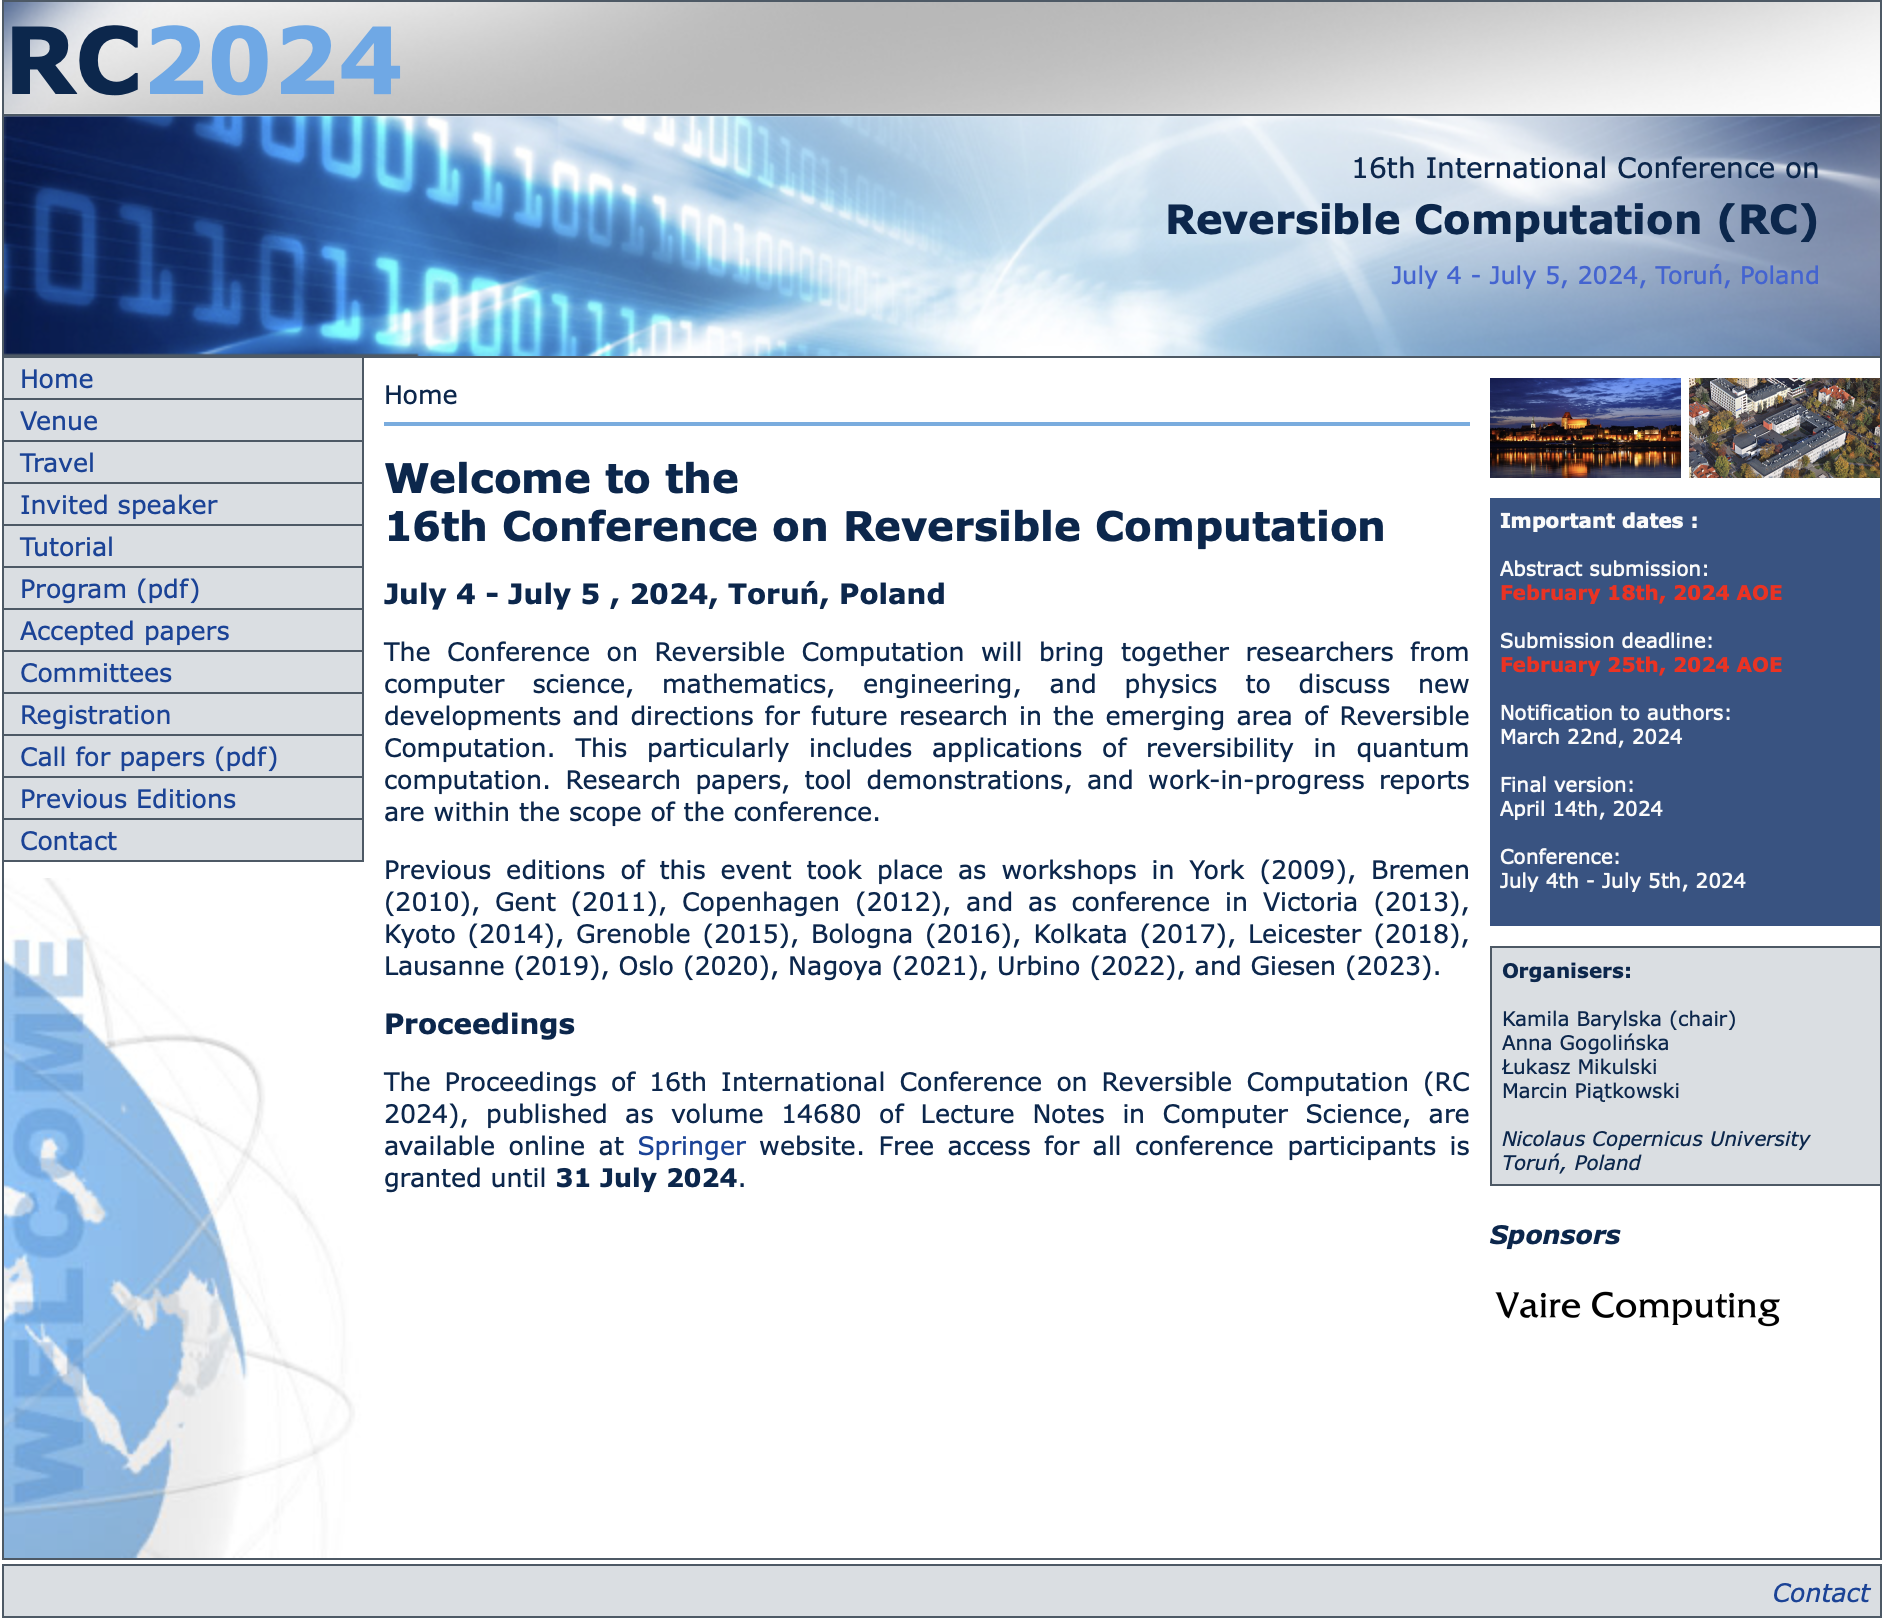 RC2024
16th International Conference on
Reversible Computation (RC)
July 4 - July 5, 2024, Toruń, Poland
Home
Venue
Travel
Invited speaker
Tutorial
Program (pdf)
Accepted papers
Committees
Registration
Call for papers (pdf)
Previous Editions
Contact
WELCOME
Home
Welcome to the
16th Conference on Reversible Computation
July 4 - July 5 , 2024, Toruń, Poland
The Conference on Reversible Computation will bring together researchers from
computer science, mathematics, engineering, and physics to discuss new
developments and directions for future research in the emerging area of Reversible
Computation. This particularly includes applications of reversibility in quantum
computation. Research papers, tool demonstrations, and work-in-progress reports
are within the scope of the conference.
Previous editions of this event took place as workshops in York (2009), Bremen
(2010), Gent (2011), Copenhagen (2012), and as conference in Victoria (2013),
Kyoto (2014), Grenoble (2015), Bologna (2016), Kolkata (2017), Leicester (2018),
Lausanne (2019), Oslo (2020), Nagoya (2021), Urbino (2022), and Giesen (2023).
Proceedings
The Proceedings of 16th International Conference on Reversible Computation (RC
2024), published as volume 14680 of Lecture Notes in Computer Science, are
available online at Springer website. Free access for all conference participants is
granted until 31 July 2024.
Important dates :
Abstract submission:
February 18th, 2024 AOE
Submission deadline:
February 25th, 2024 AOE
Notification to authors:
March 22nd, 2024
Final version:
April 14th, 2024
Conference:
July 4th - July 5th, 2024
Organisers:
Kamila Barylska (chair)
Anna Gogolińska
Łukasz Mikulski
Marcin Piątkowski
Nicolaus Copernicus University
Toruń, Poland
Sponsors
Vaire Computing
Contact